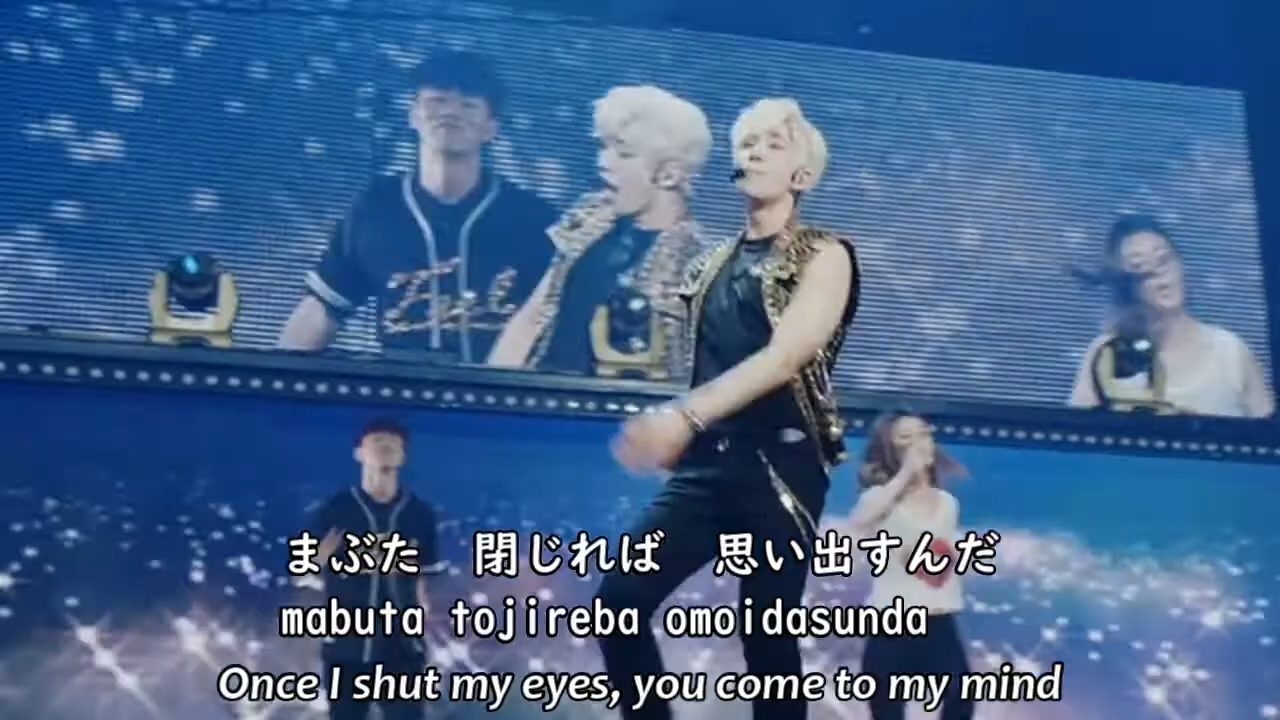 まぶた　閉じれば　思い出すんだ
mabuta tojireba omoidasunda
Once I shut my eyes, you come to my mind